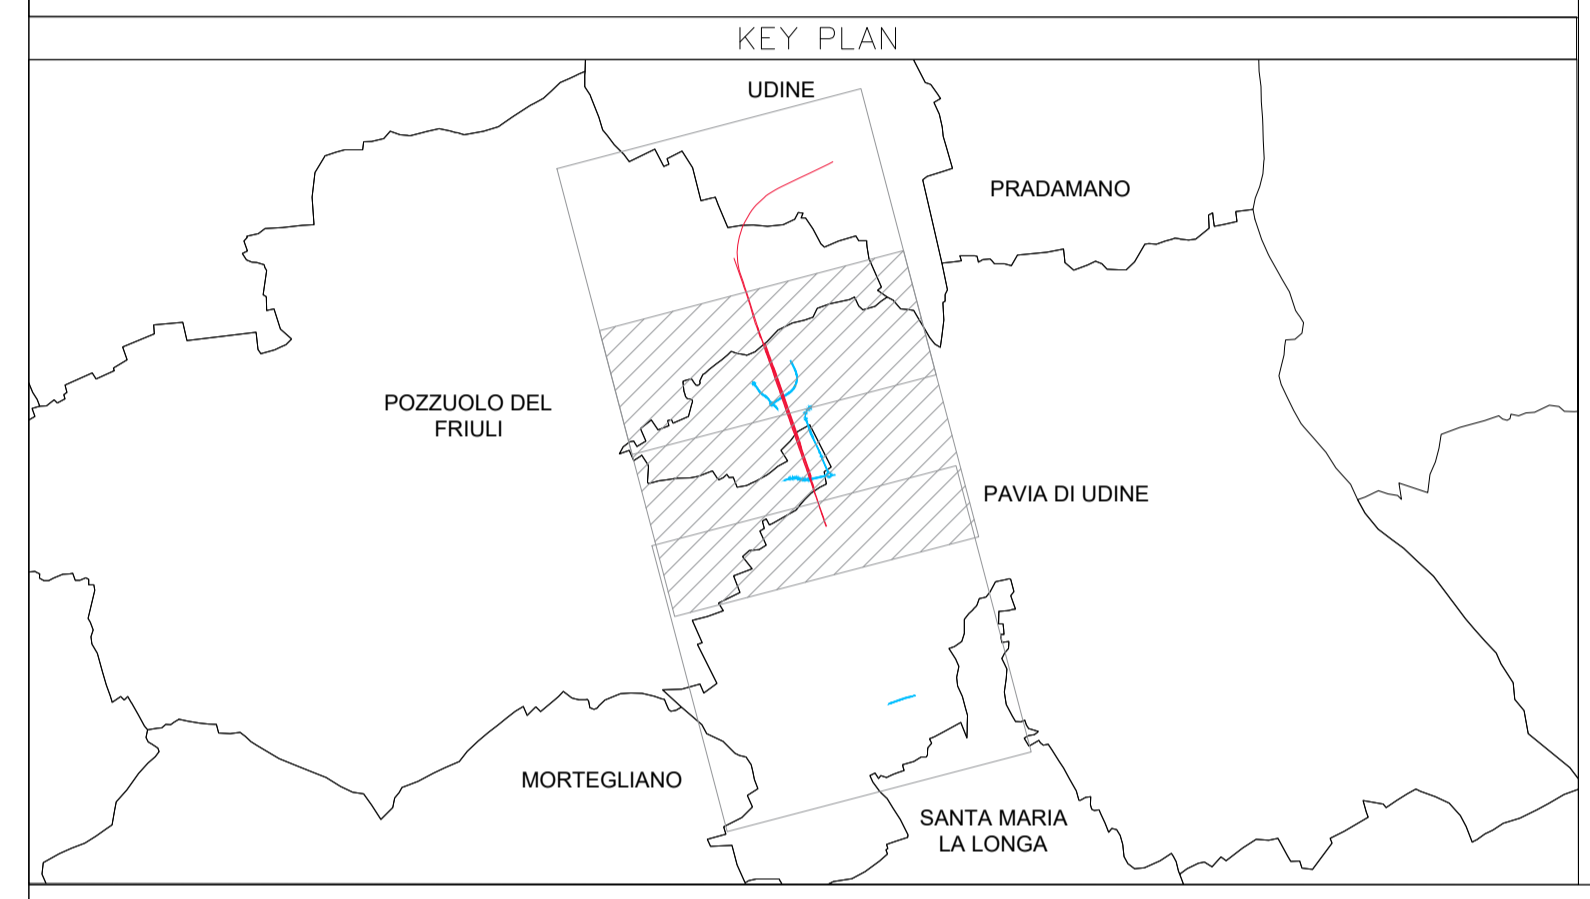 KEY PLAN
UDINE
PRADAMANO
POZZUOLO DEL
FRIULI
PAVIA DI UDINE
MORTEGLIANO
SANTA MARIA
LA LONGA